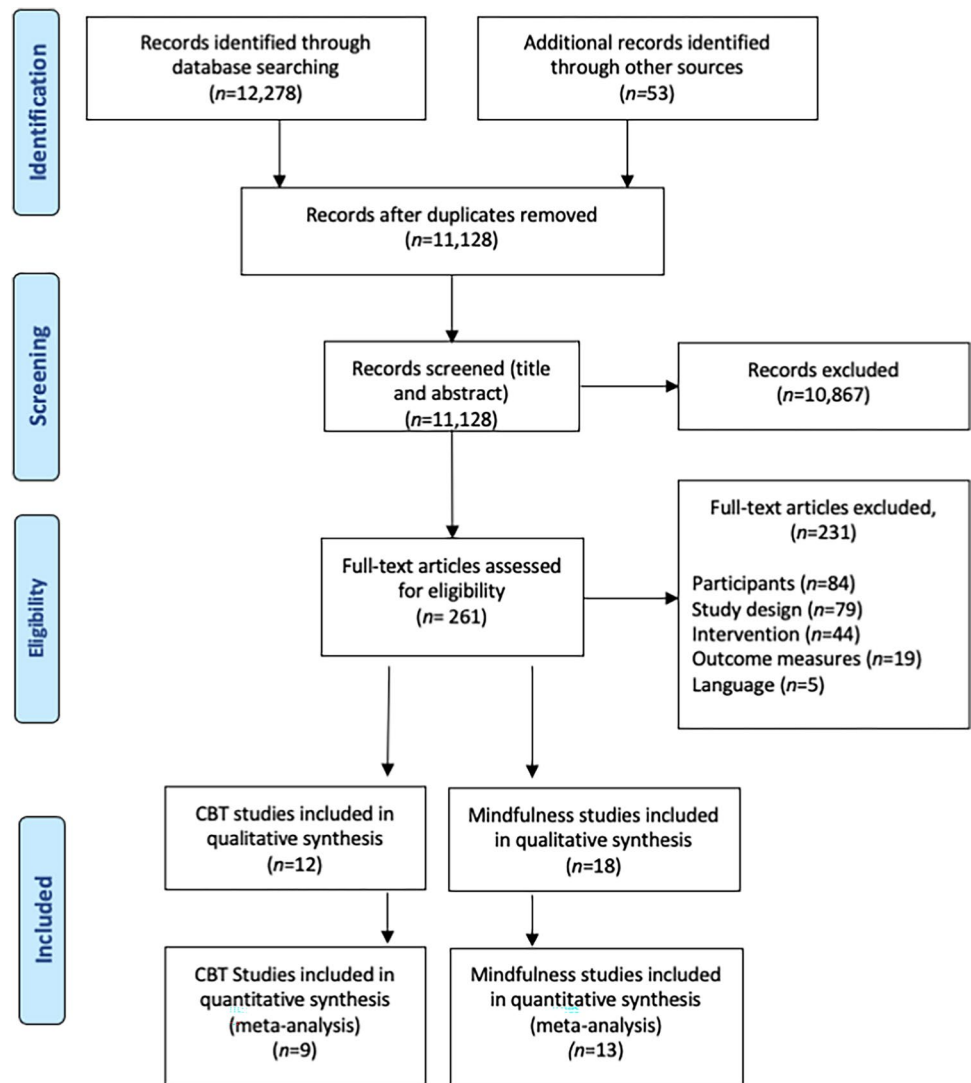 Identification
Records identified through
database searching
(n=12,278)
Additional records identified
through other sources
(n=53)
Records after duplicates removed
(n=11,128)
Screening
Records screened (title
and abstract)
(n=11,128)
Records excluded
(n=10,867)
Eligibility
Full-text articles assessed
for eligibility
(n= 261)
Full-text articles excluded,
(n=231)
Participants (n=84)
Study design (n=79)
Intervention (n=44)
Outcome measures (n=19)
Language (n=5)
Included
CBT studies included in
qualitative synthesis
(n=12)
Mindfulness studies included
in qualitative synthesis
(n=18)
CBT Studies included in
quantitative synthesis
(meta-analysis)
(n=9)
Mindfulness studies included
in quantitative synthesis
(meta-analysis)
(n=13)